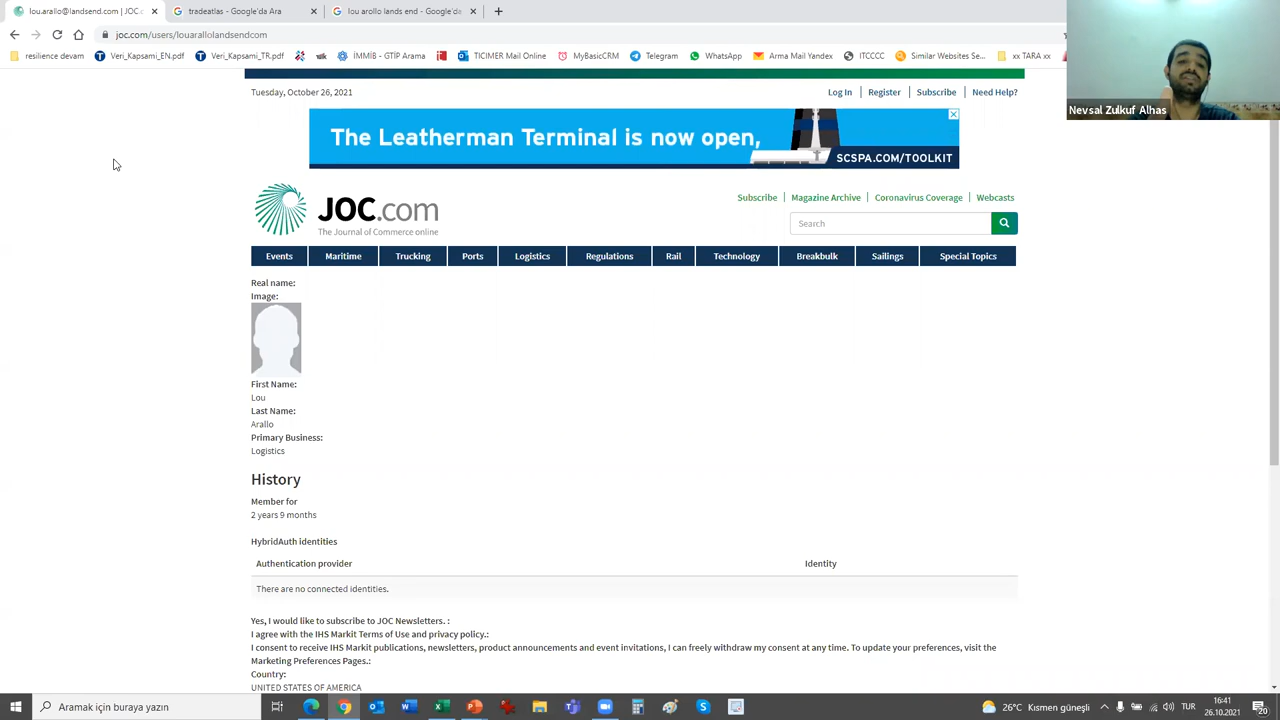 lou.arallo@landsend.com | JOC.c
tradeatlas - Google'da Ara
lou arollo lands end - Google'de
joc.com/users/louarallolandsendcom
resilience devam
Veri_Kapsami_EN.pdf
Veri_Kapsami_TR.pdf
yalk
İMMİB - GTİP Arama
TICIMER Mail Online
MyBasicCRM
Telegram
WhatsApp
Arma Mail Yandex
ITCCCC
Similar Websites Se...
xx TARA xx
Nevsal Zulkuf Alhas
Tuesday, October 26, 2021
Log In
Register
Subscribe
Need Help?
The Leatherman Terminal is now open,
SCSPA.COM/TOOLKIT
JOC.com
The Journal of Commerce online
Subscribe
Magazine Archive
Coronavirus Coverage
Webcasts
Search
Events
Maritime
Trucking
Ports
Logistics
Regulations
Rail
Technology
Breakbulk
Sailings
Special Topics
Real name:
Image:
First Name:
Lou
Last Name:
Arallo
Primary Business:
Logistics
History
Member for
2 years 9 months
HybridAuth identities
Authentication provider
Identity
There are no connected identities.
Yes, I would like to subscribe to JOC Newsletters. :
I agree with the IHS Markit Terms of Use and privacy policy.:
I consent to receive IHS Markit publications, newsletters, product announcements and event invitations, I can freely withdraw my consent at any time. To update your preferences, visit the
Marketing Preferences Pages.:
Country:
UNITED STATES OF AMERICA
Aramak için buraya yazın
26°C Kısmen güneşli
TUR
16:41
26.10.2021
20